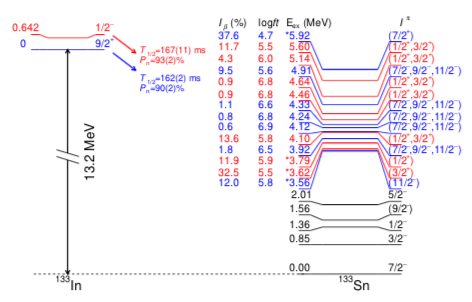 I_β (%) logft E_ex (MeV) I^π
0.642 1/2⁻ 37.6 4.7 *5.92 (7/2⁺)
0 9/2⁺ 11.7 5.5 5.60 (1/2⁺,3/2⁺)
T_1/2=167(11) ms 4.3 6.0 5.14 (1/2⁺,3/2⁺)
P_n=93(2)% 9.5 5.6 4.91 (7/2⁺,9/2⁺,11/2⁺)
T_1/2=162(2) ms 0.9 6.8 4.64 (1/2⁺,3/2⁺)
P_n=90(2)% 0.9 6.8 4.46 (1/2⁺,3/2⁺)
1.1 6.6 4.33 (7/2⁺,9/2⁺,11/2⁺)
0.8 6.8 4.24 (7/2⁺,9/2⁺,11/2⁺)
0.6 6.9 4.12 (7/2⁺,9/2⁺,11/2⁺)
13.6 5.8 4.10 (1/2⁺,3/2⁺)
1.8 6.5 3.92 (7/2⁺,9/2⁺,11/2⁺)
11.9 5.9 *3.79 (1/2⁺)
32.5 5.5 *3.62 (3/2⁺)
12.0 5.8 *3.56 (11/2⁻)
2.01 5/2⁻
1.56 (9/2⁻)
1.36 1/2⁻
0.85 3/2⁻
13.2 MeV
0.00 7/2⁻
¹³³In ¹³³Sn